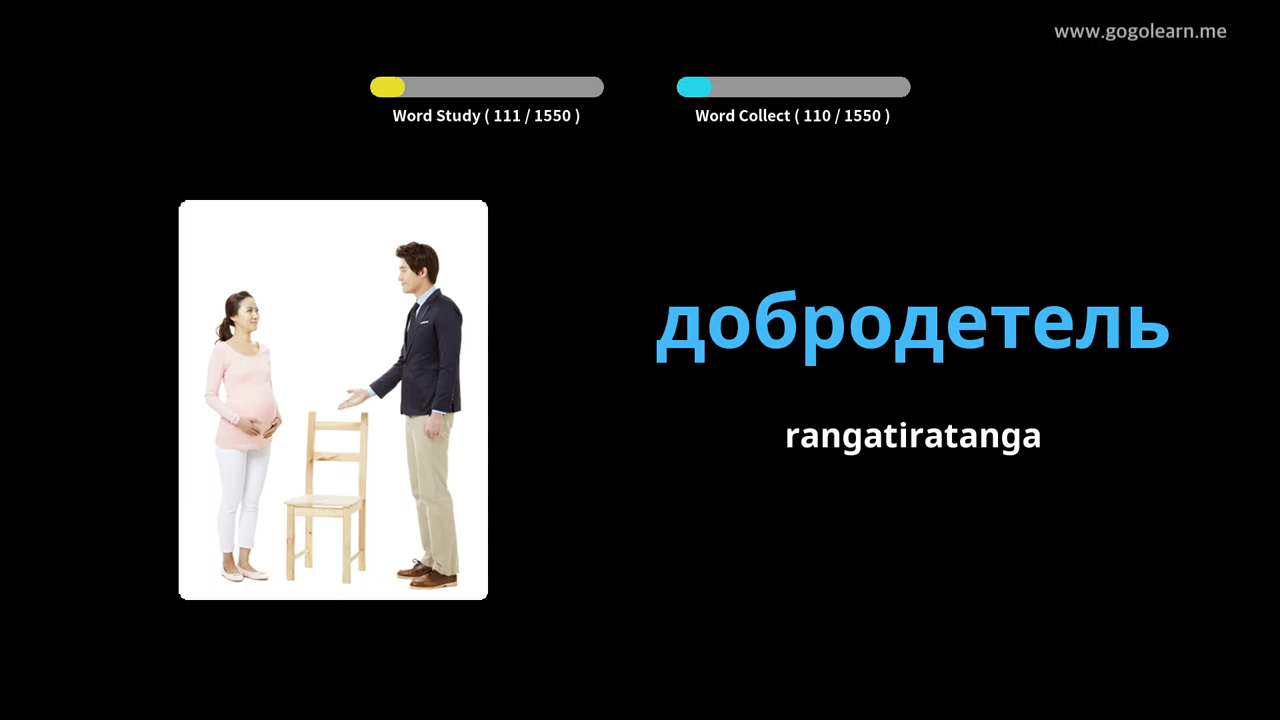 www.gogolearn.me
Word Study ( 111 / 1550 )
Word Collect ( 110 / 1550 )
добродетель
rangatiratanga